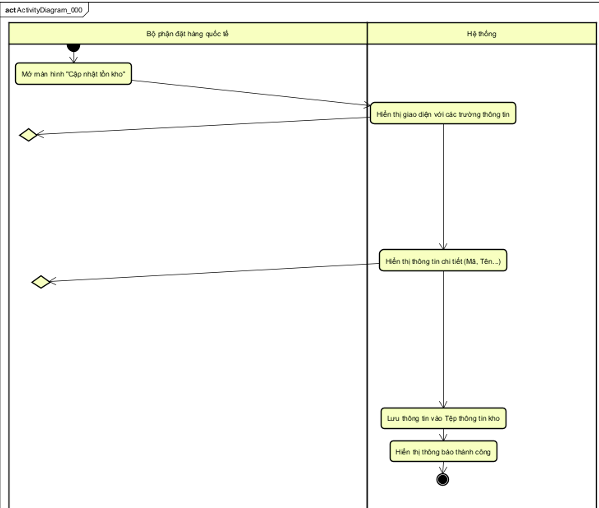 act ActivityDiagram_000
Bộ phận đặt hàng quốc tế
Hệ thống
Mở màn hình "Cập nhật tồn kho"
Hiển thị giao diện với các trường thông tin
Hiển thị thông tin chi tiết (Mã, Tên...)
Lưu thông tin vào Tệp thông tin kho
Hiển thị thông báo thành công